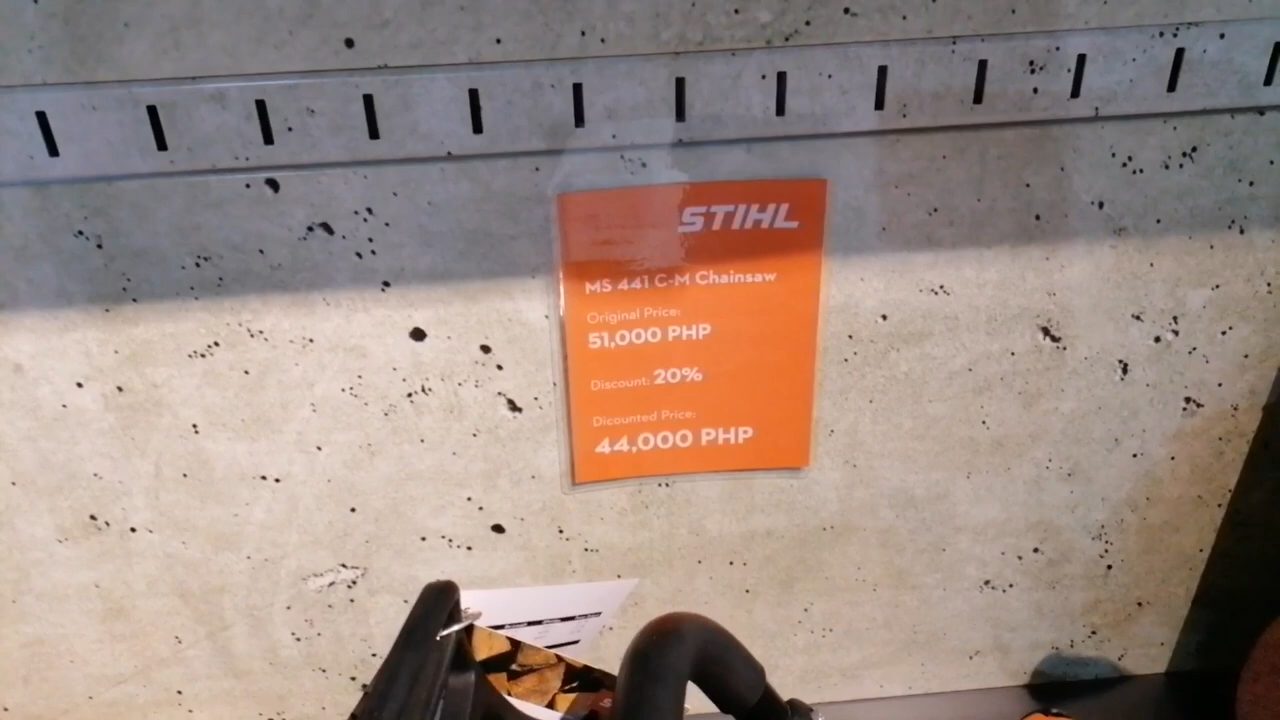 STIHL
MS 441 C-M Chainsaw
Original Price:
51,000 PHP
Discount: 20%
Dicounted Price:
44,000 PHP